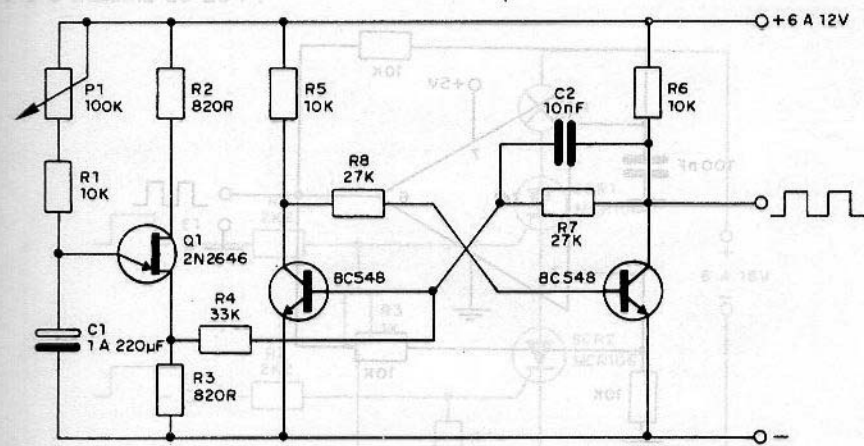 +6 A 12V
P1
100K
R2
820R
R5
10K
C2
10nF
R6
10K
R1
10K
R8
27K
R7
27K
Q1
2N2646
BC548
BC548
R4
33K
C1
1 A 220µF
R3
820R
−